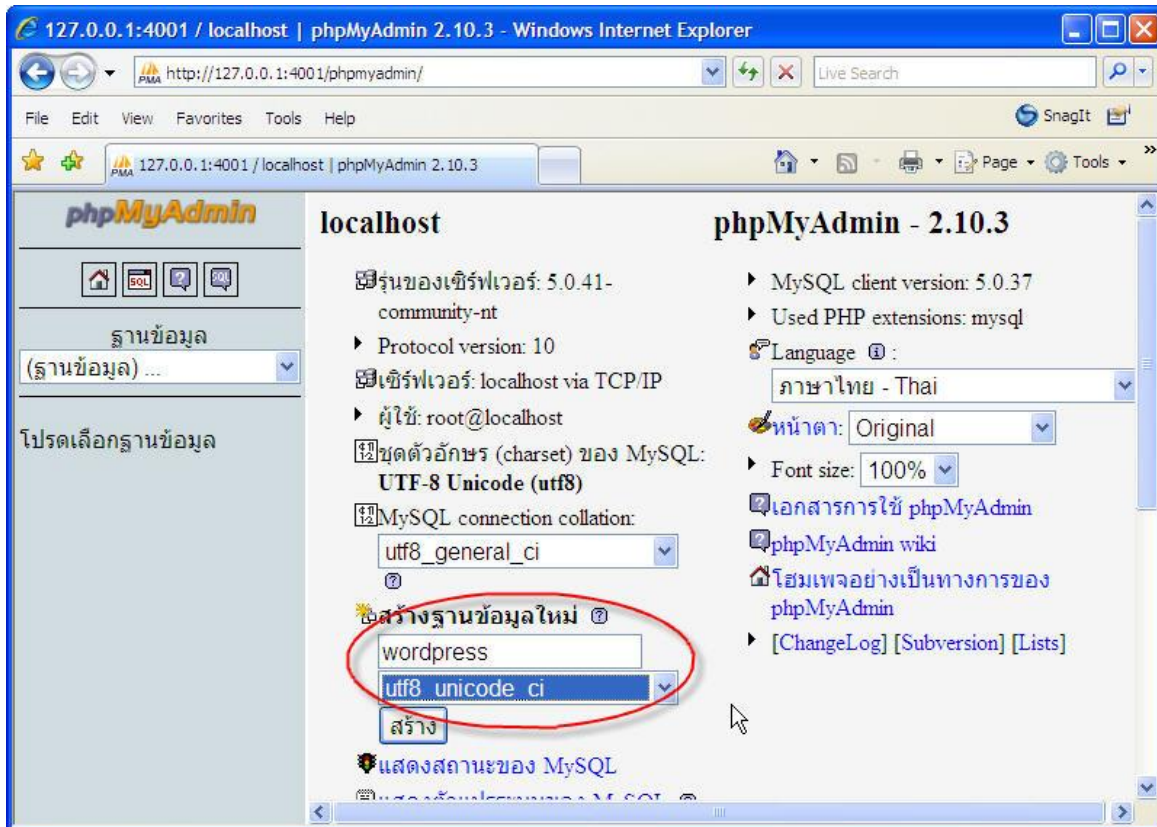 127.0.0.1:4001 / localhost | phpMyAdmin 2.10.3 - Windows Internet Explorer
http://127.0.0.1:4001/phpmyadmin/
Live Search
File Edit View Favorites Tools Help
SnagIt
127.0.0.1:4001 / localhost | phpMyAdmin 2.10.3
Page
Tools
phpMyAdmin
SQL
ฐานข้อมูล
(ฐานข้อมูล) ...
โปรดเลือกฐานข้อมูล
localhost
รุ่นของเซิร์ฟเวอร์: 5.0.41-
community-nt
Protocol version: 10
เซิร์ฟเวอร์: localhost via TCP/IP
ผู้ใช้: root@localhost
ชุดตัวอักษร (charset) ของ MySQL:
UTF-8 Unicode (utf8)
MySQL connection collation:
utf8_general_ci
สร้างฐานข้อมูลใหม่
wordpress
utf8_unicode_ci
สร้าง
แสดงสถานะของ MySQL
phpMyAdmin - 2.10.3
MySQL client version: 5.0.37
Used PHP extensions: mysql
Language :
ภาษาไทย - Thai
หน้าตา: Original
Font size: 100%
เอกสารการใช้ phpMyAdmin
phpMyAdmin wiki
โฮมเพจอย่างเป็นทางการของ
phpMyAdmin
[ChangeLog] [Subversion] [Lists]